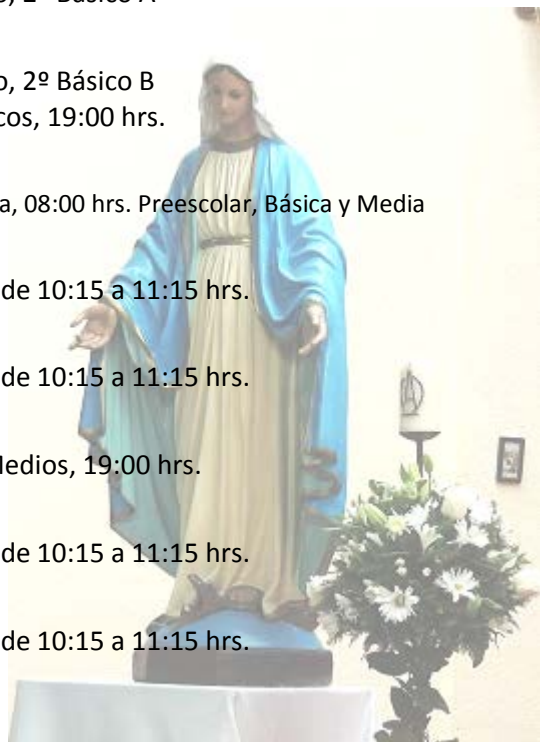 2º Básico B
19:00 hrs.
08:00 hrs. Preescolar, Básica y Media
de 10:15 a 11:15 hrs.
de 10:15 a 11:15 hrs.
Medios, 19:00 hrs.
de 10:15 a 11:15 hrs.
de 10:15 a 11:15 hrs.